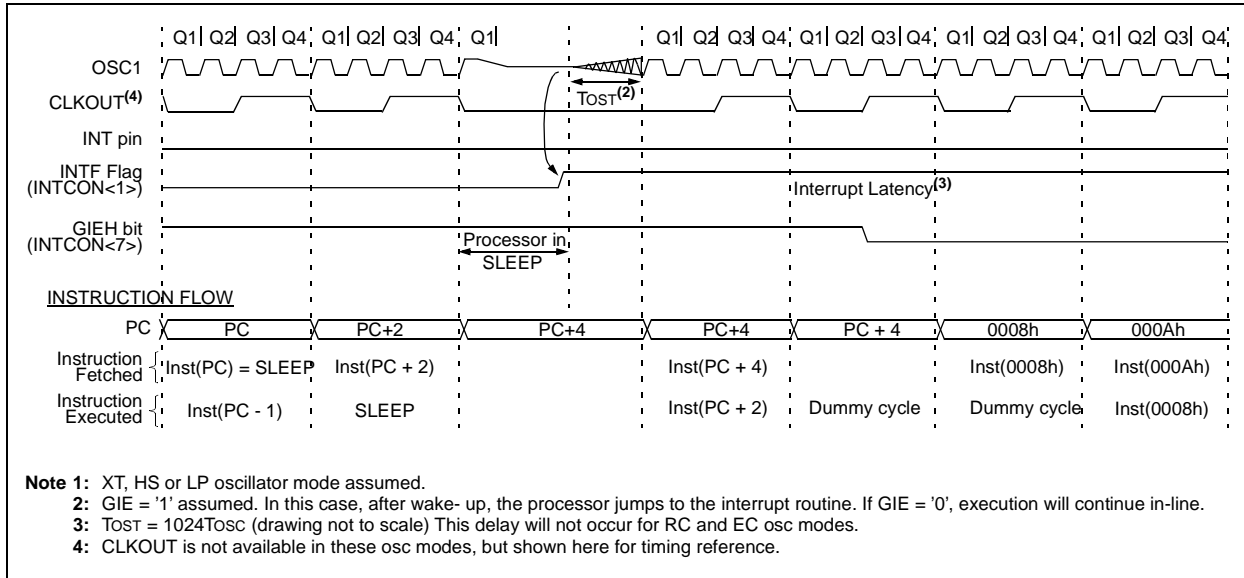 Q1 Q2 Q3 Q4 Q1 Q2 Q3 Q4 Q1 Q1 Q2 Q3 Q4 Q1 Q2 Q3 Q4 Q1 Q2 Q3 Q4 Q1 Q2 Q3 Q4
OSC1
TOST(2)
CLKOUT(4)
INT pin
INTF Flag
(INTCON<1>)
Interrupt Latency(3)
GIEH bit
(INTCON<7>)
Processor in
SLEEP
INSTRUCTION FLOW
PC PC PC+2 PC+4 PC+4 PC + 4 0008h 000Ah
Instruction
Fetched
Inst(PC) = SLEEP Inst(PC + 2) Inst(PC + 4) Inst(0008h) Inst(000Ah)
Instruction
Executed
Inst(PC - 1) SLEEP Inst(PC + 2) Dummy cycle Dummy cycle Inst(0008h)
Note 1: XT, HS or LP oscillator mode assumed.
2: GIE = '1' assumed. In this case, after wake- up, the processor jumps to the interrupt routine. If GIE = '0', execution will continue in-line.
3: TOST = 1024TOSC (drawing not to scale) This delay will not occur for RC and EC osc modes.
4: CLKOUT is not available in these osc modes, but shown here for timing reference.